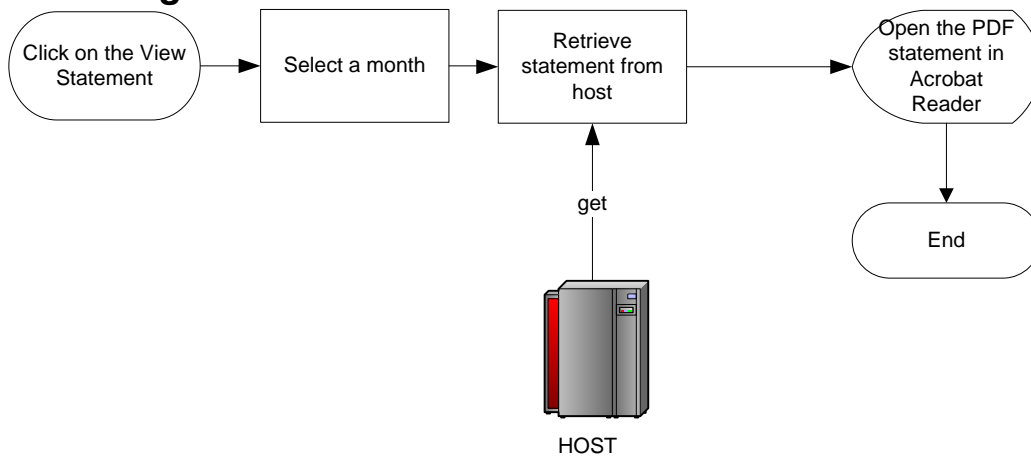 Click on the View
Statement
Select a month
Retrieve
statement from
host
Open the PDF
statement in
Acrobat
Reader
get
End
HOST